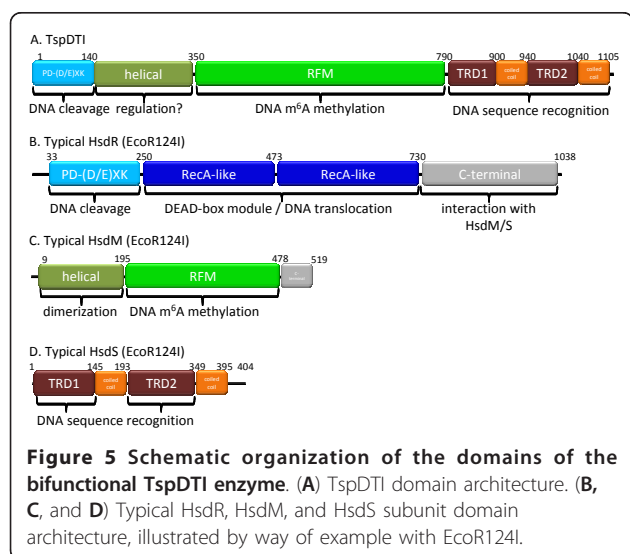 A. TspDTI
1 140 350 790 900 940 1040 1105
PD-(D/E)XK helical RFM TRD1 coiled coil TRD2 coiled coil
DNA cleavage regulation? DNA m⁶A methylation DNA sequence recognition
B. Typical HsdR (EcoR124I)
33 250 473 730 1038
PD-(D/E)XK RecA-like RecA-like C-terminal
DNA cleavage DEAD-box module / DNA translocation interaction with
HsdM/S
C. Typical HsdM (EcoR124I)
9 195 478 519
helical RFM
dimerization DNA m⁶A methylation
D. Typical HsdS (EcoR124I)
1 145 193 349 395 404
TRD1 coiled coil TRD2 coiled coil
DNA sequence recognition
Figure 5 Schematic organization of the domains of the
bifunctional TspDTI enzyme. (A) TspDTI domain architecture. (B,
C, and D) Typical HsdR, HsdM, and HsdS subunit domain
architecture, illustrated by way of example with EcoR124I.